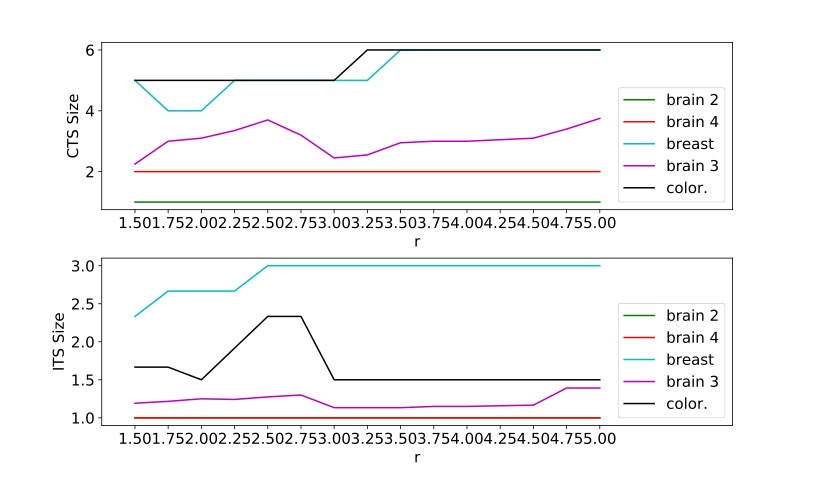 6
4
2
CTS Size
1.501.752.002.252.502.753.003.253.503.754.004.254.504.755.00
r
brain 2
brain 4
breast
brain 3
color.
3.0
2.5
2.0
1.5
1.0
ITS Size
1.501.752.002.252.502.753.003.253.503.754.004.254.504.755.00
r
brain 2
brain 4
breast
brain 3
color.